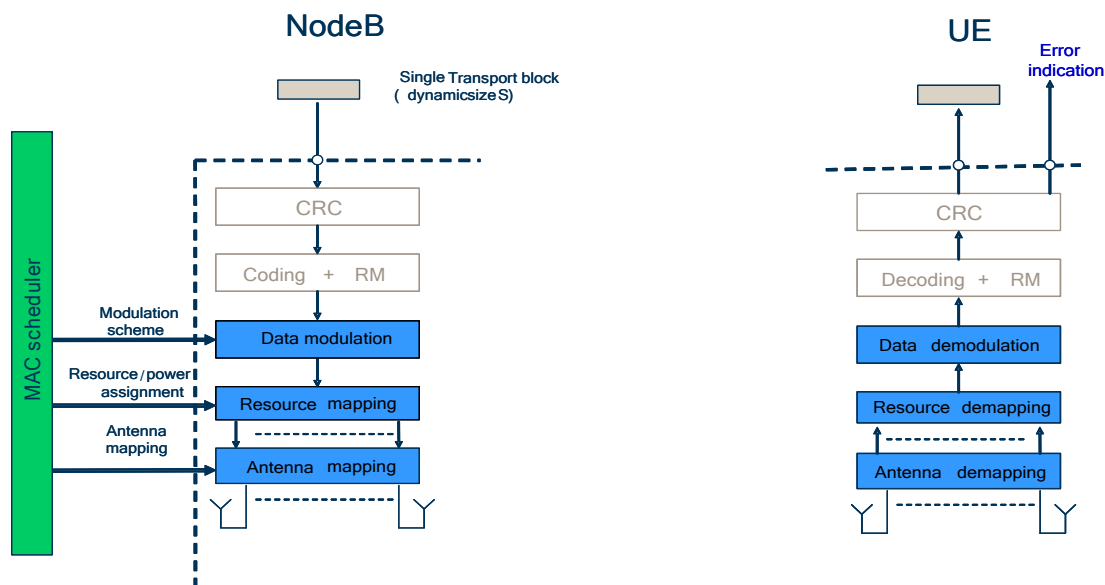 NodeB
Single Transport block
( dynamicsize S)
CRC
Coding + RM
MAC scheduler
Modulation
scheme
Data modulation
Resource / power
assignment
Resource mapping
Antenna
mapping
Antenna mapping
UE
Error
indication
CRC
Decoding + RM
Data demodulation
Resource demapping
Antenna demapping